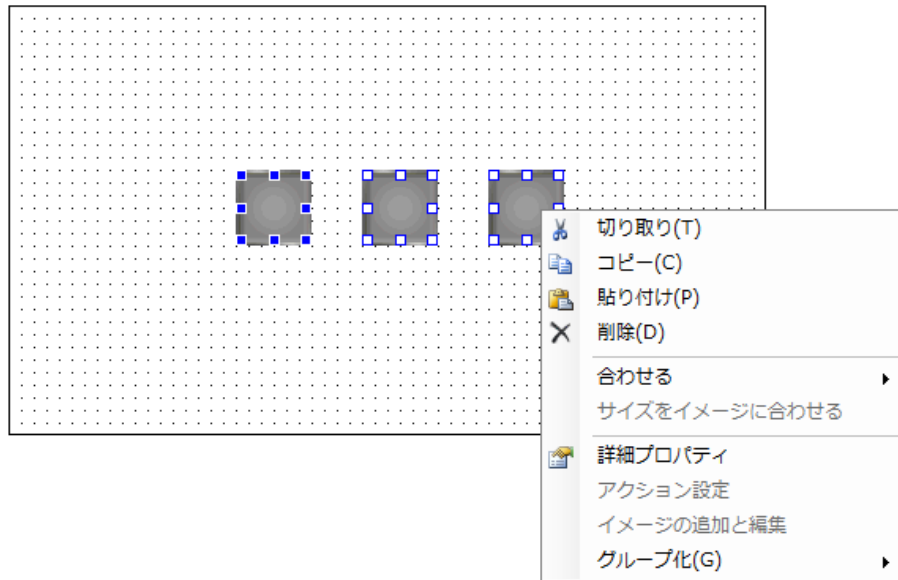 切り取り(T)
コピー(C)
貼り付け(P)
削除(D)
合わせる
サイズをイメージに合わせる
詳細プロパティ
アクション設定
イメージの追加と編集
グループ化(G)